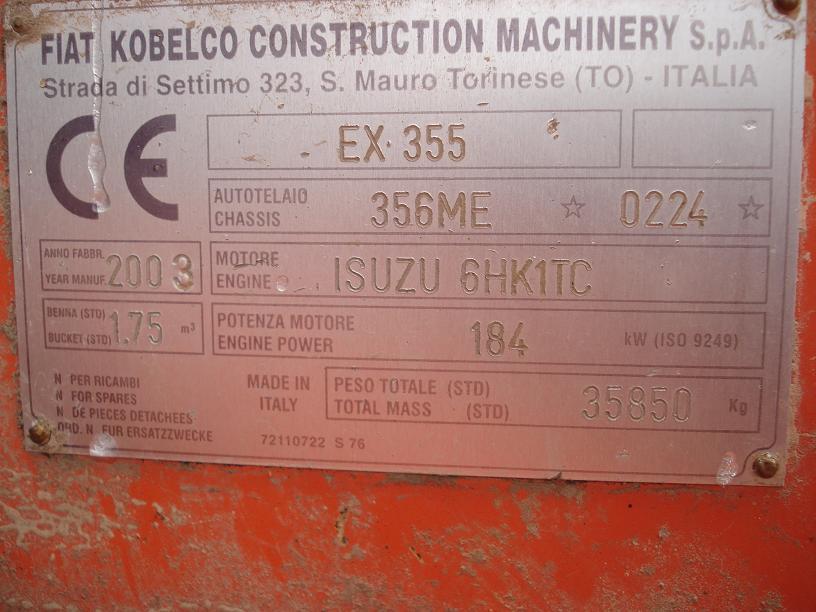 FIAT KOBELCO CONSTRUCTION MACHINERY S.p.A.
Strada di Settimo 323, S. Mauro Torinese (TO) - ITALIA
CE
EX 355
AUTOTELAIO
CHASSIS
356ME ☆ 0224 ☆
ANNO FABBR.
YEAR MANUF.
2003
MOTORE
ENGINE
ISUZU 6HK1TC
BENNA (STD)
BUCKET (STD)
1.75 m³
POTENZA MOTORE
ENGINE POWER
184 kW (ISO 9249)
N PER RICAMBI
N FOR SPARES
N DE PIECES DETACHEES
ORD. N FUR ERSATZZWECKE
MADE IN
ITALY
PESO TOTALE (STD)
TOTAL MASS (STD)
35850 Kg
72110722 S 76